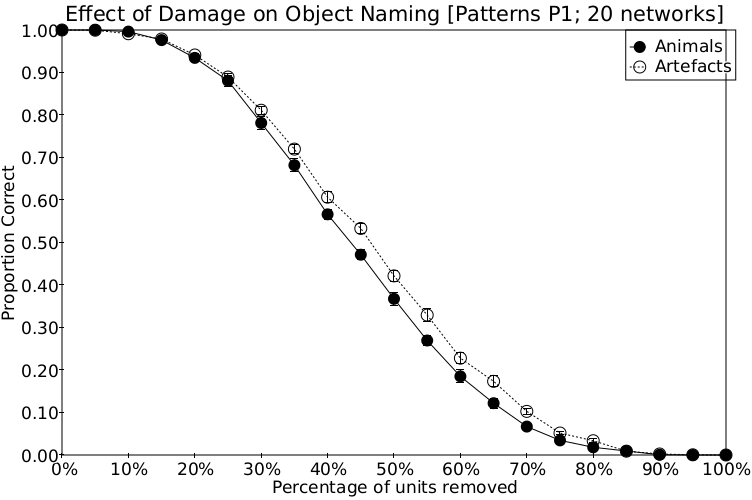 Effect of Damage on Object Naming [Patterns P1; 20 networks]
Animals
Artefacts
Proportion Correct
1.00
0.90
0.80
0.70
0.60
0.50
0.40
0.30
0.20
0.10
0.00
0% 10% 20% 30% 40% 50% 60% 70% 80% 90% 100%
Percentage of units removed